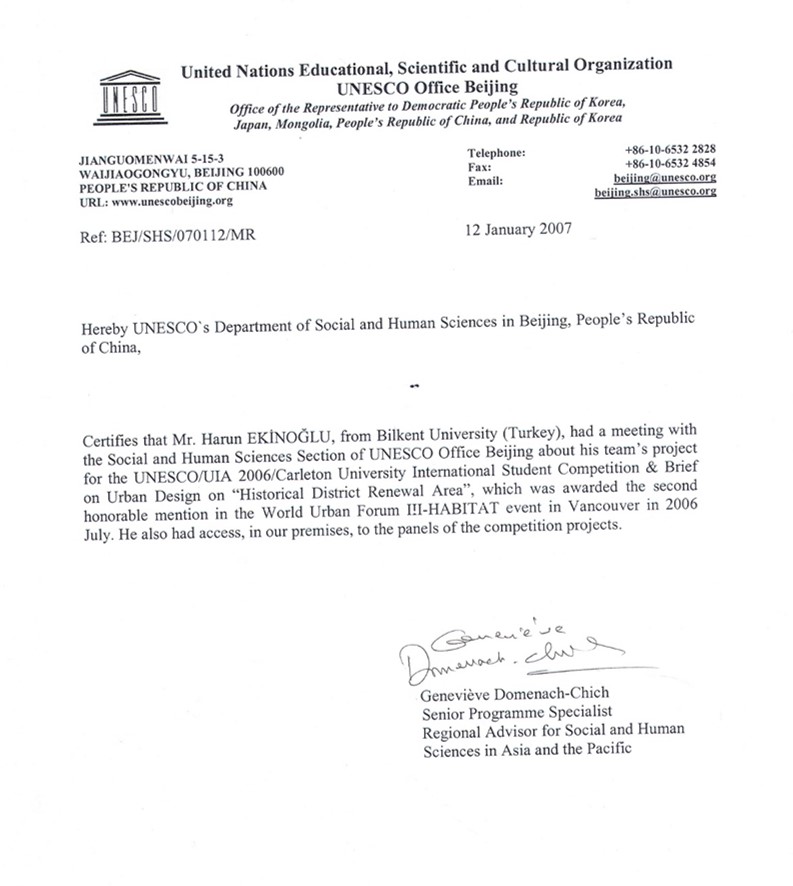 UNESCO
United Nations Educational, Scientific and Cultural Organization
UNESCO Office Beijing
Office of the Representative to Democratic People's Republic of Korea,
Japan, Mongolia, People's Republic of China, and Republic of Korea
JIANGUOMENWAI 5-15-3
WAIJIAOGONGYU, BEIJING 100600
PEOPLE'S REPUBLIC OF CHINA
URL: www.unescobeijing.org
Telephone: +86-10-6532 2828
Fax: +86-10-6532 4854
Email: beijing@unesco.org
beijing.shs@unesco.org
Ref: BEJ/SHS/070112/MR
12 January 2007
Hereby UNESCO`s Department of Social and Human Sciences in Beijing, People's Republic
of China,
Certifies that Mr. Harun EKİNOĞLU, from Bilkent University (Turkey), had a meeting with
the Social and Human Sciences Section of UNESCO Office Beijing about his team's project
for the UNESCO/UIA 2006/Carleton University International Student Competition & Brief
on Urban Design on "Historical District Renewal Area", which was awarded the second
honorable mention in the World Urban Forum III-HABITAT event in Vancouver in 2006
July. He also had access, in our premises, to the panels of the competition projects.
Geneviève
Domenach-Chich
Geneviève Domenach-Chich
Senior Programme Specialist
Regional Advisor for Social and Human
Sciences in Asia and the Pacific